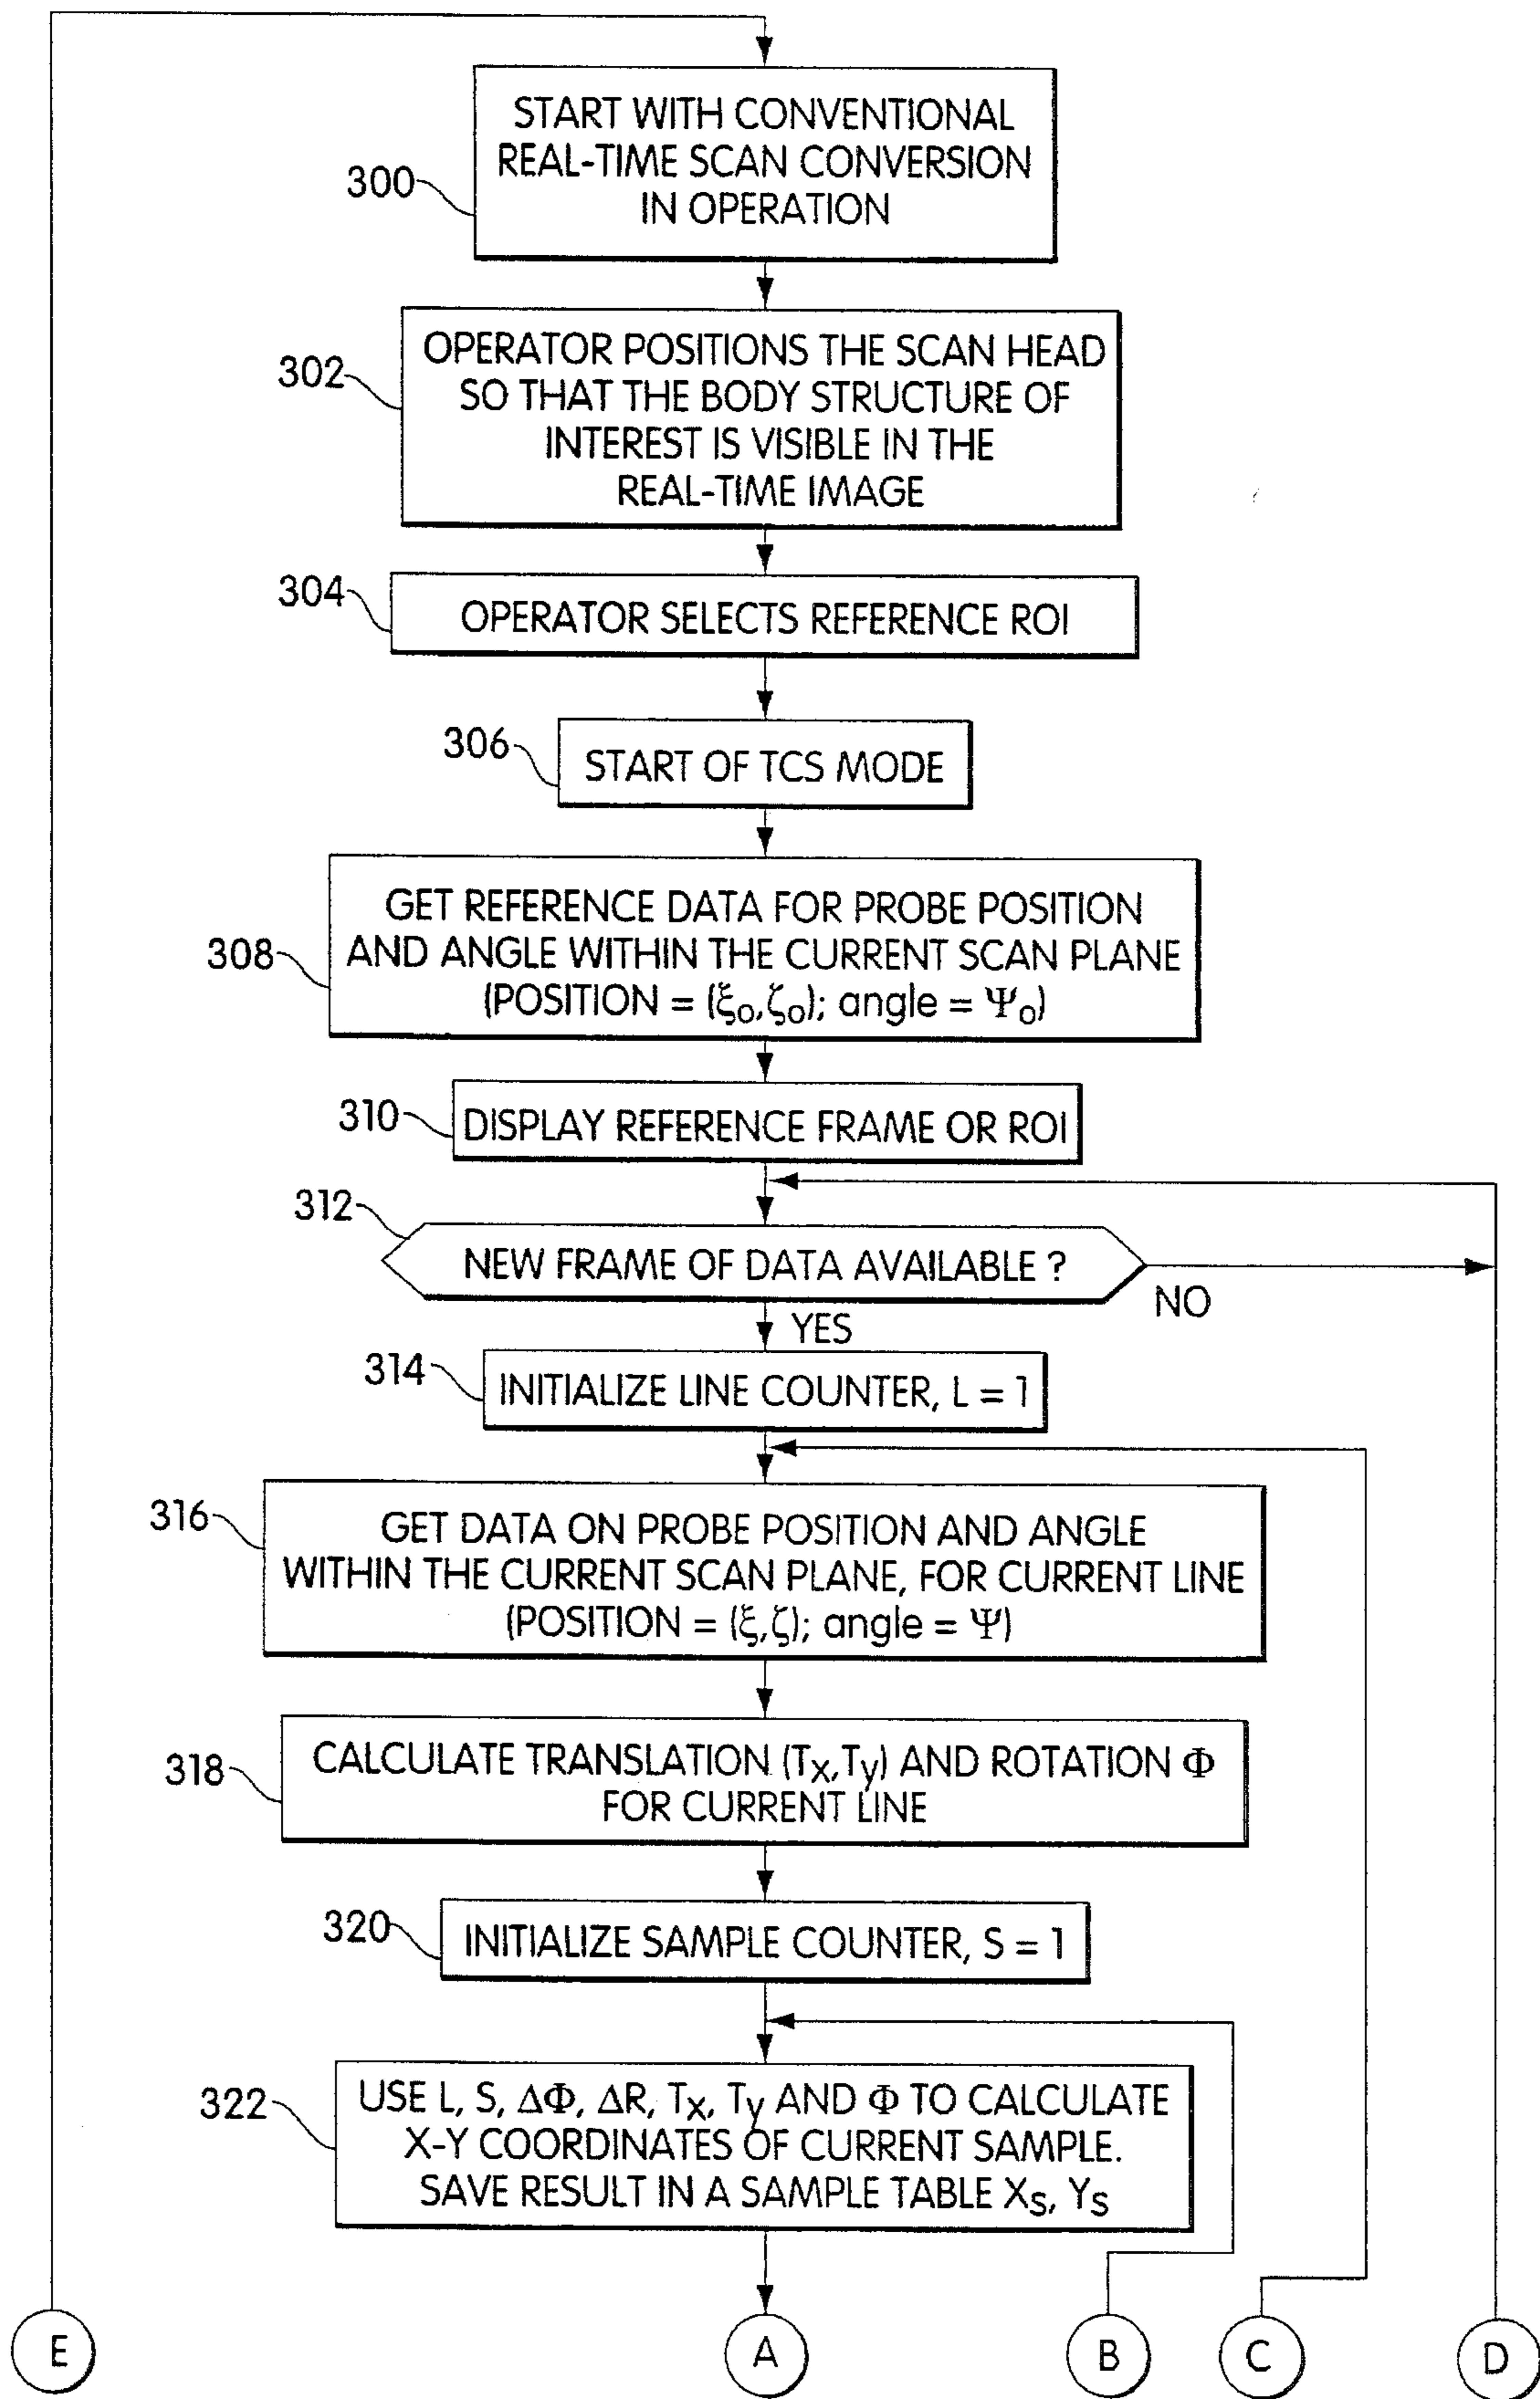 300
START WITH CONVENTIONAL
REAL-TIME SCAN CONVERSION
IN OPERATION
302
OPERATOR POSITIONS THE SCAN HEAD
SO THAT THE BODY STRUCTURE OF
INTEREST IS VISIBLE IN THE
REAL-TIME IMAGE
304
OPERATOR SELECTS REFERENCE ROI
306
START OF TCS MODE
308
GET REFERENCE DATA FOR PROBE POSITION
AND ANGLE WITHIN THE CURRENT SCAN PLANE
(POSITION = (ξ₀,ζ₀); angle = Ψ₀)
310
DISPLAY REFERENCE FRAME OR ROI
312
NEW FRAME OF DATA AVAILABLE ?
NO
YES
314
INITIALIZE LINE COUNTER, L = 1
316
GET DATA ON PROBE POSITION AND ANGLE
WITHIN THE CURRENT SCAN PLANE, FOR CURRENT LINE
(POSITION = (ξ,ζ); angle = Ψ)
318
CALCULATE TRANSLATION (Tx,Ty) AND ROTATION Φ
FOR CURRENT LINE
320
INITIALIZE SAMPLE COUNTER, S = 1
322
USE L, S, ΔΦ, ΔR, Tx, Ty AND Φ TO CALCULATE
X-Y COORDINATES OF CURRENT SAMPLE.
SAVE RESULT IN A SAMPLE TABLE XS, YS
E
A
B
C
D